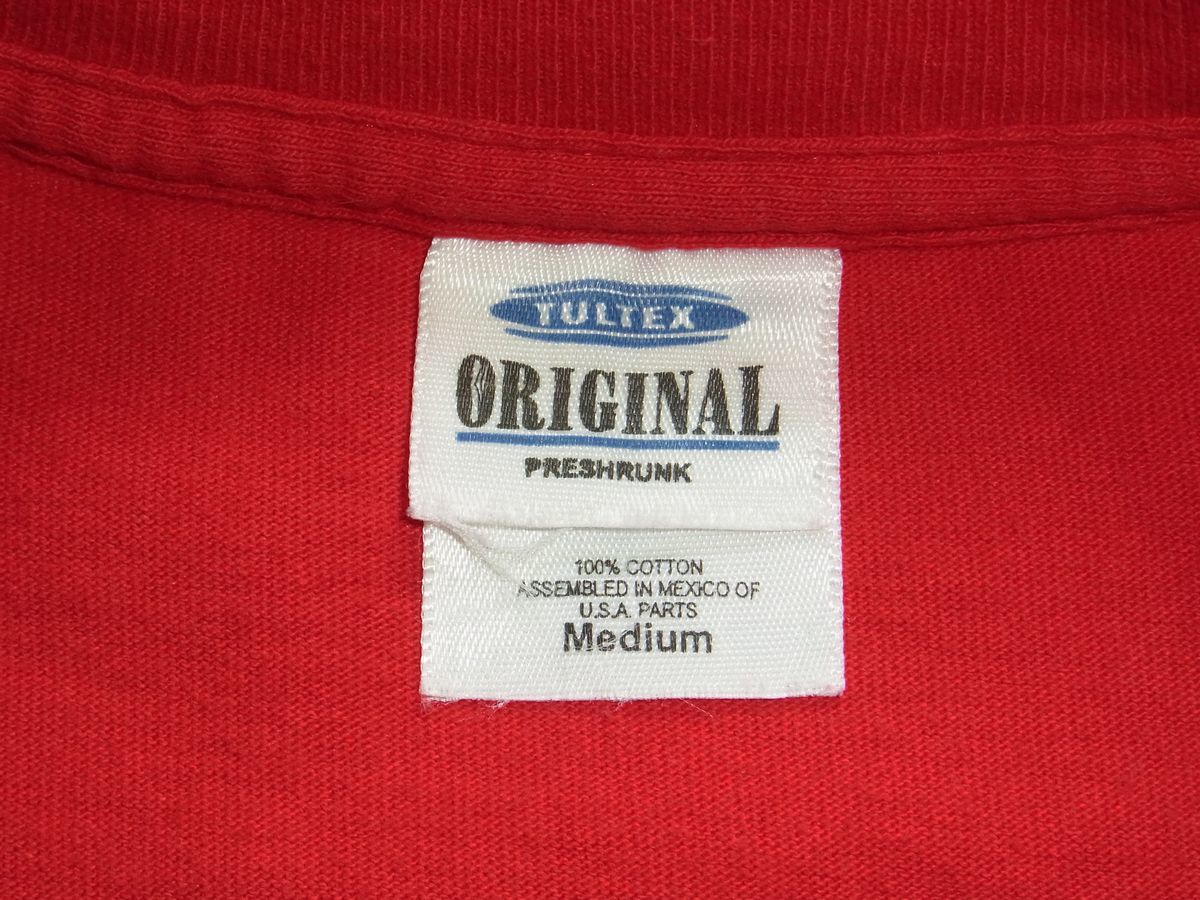 TULTEX
ORIGINAL
PRESHRUNK
100% COTTON
ASSEMBLED IN MEXICO OF
U.S.A. PARTS
Medium